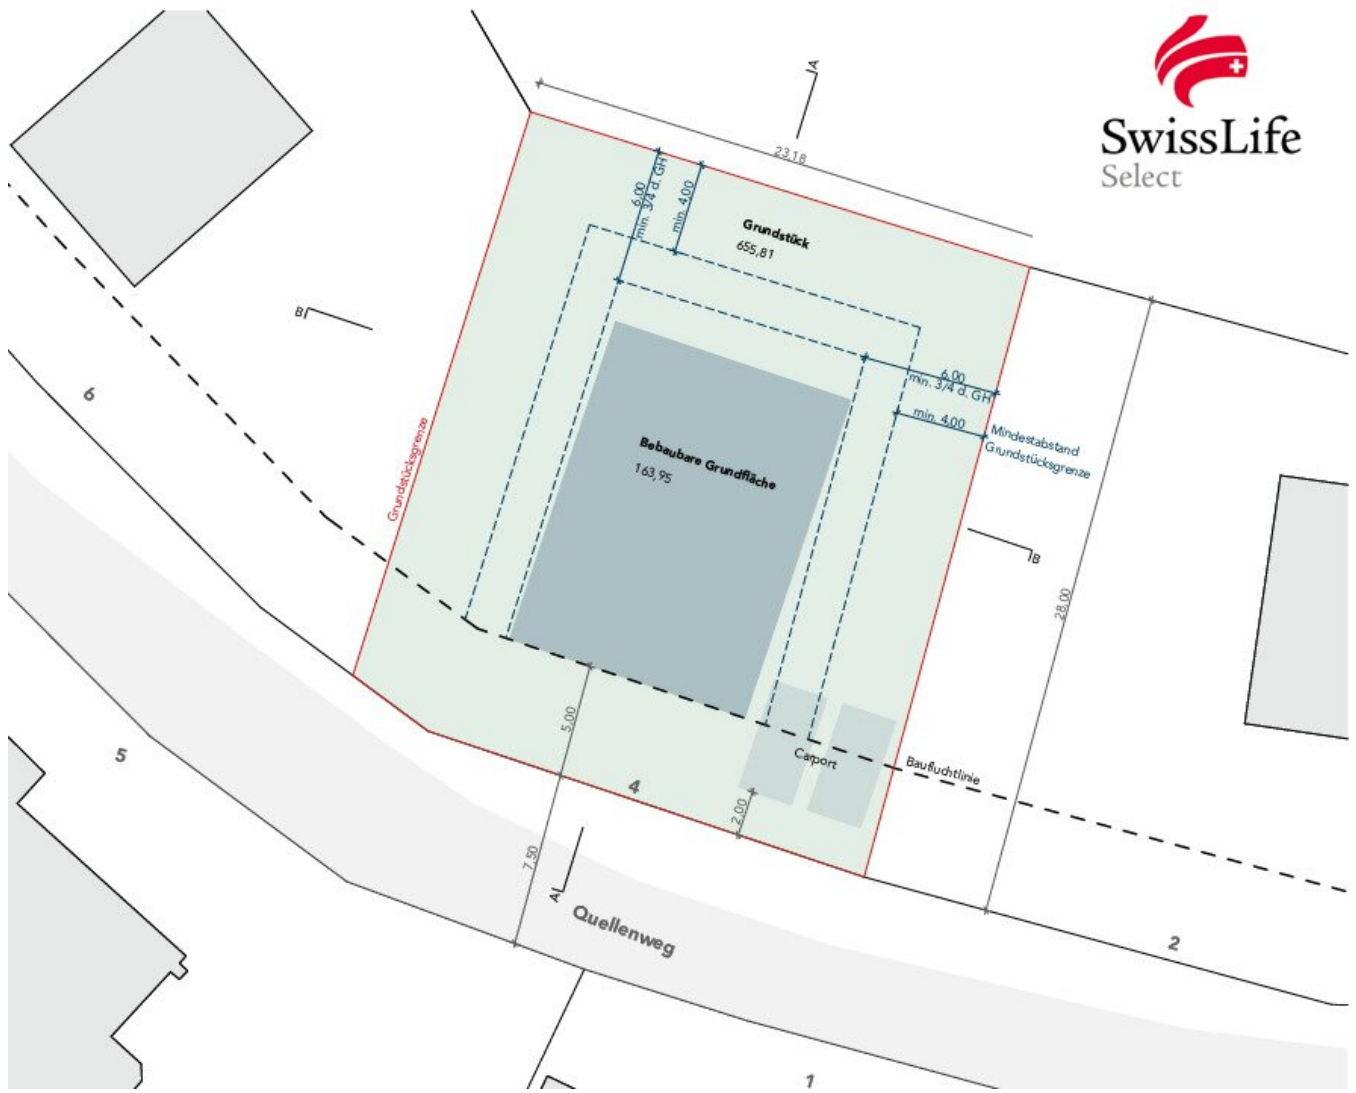 SwissLife
Select
A
23,18
6,00
min. 3/4 d. GH
min. 4,00
Grundstück
655,81
B
6,00
min. 3/4 d. GH
min. 4,00
Mindestabstand
Grundstücksgrenze
6
Grundstücksgrenze
Bebaubare Grundfläche
163,95
B
28,00
5,00
5
4
Carport
Baufluchtlinie
2,00
7,50
A
Quellenweg
2
1